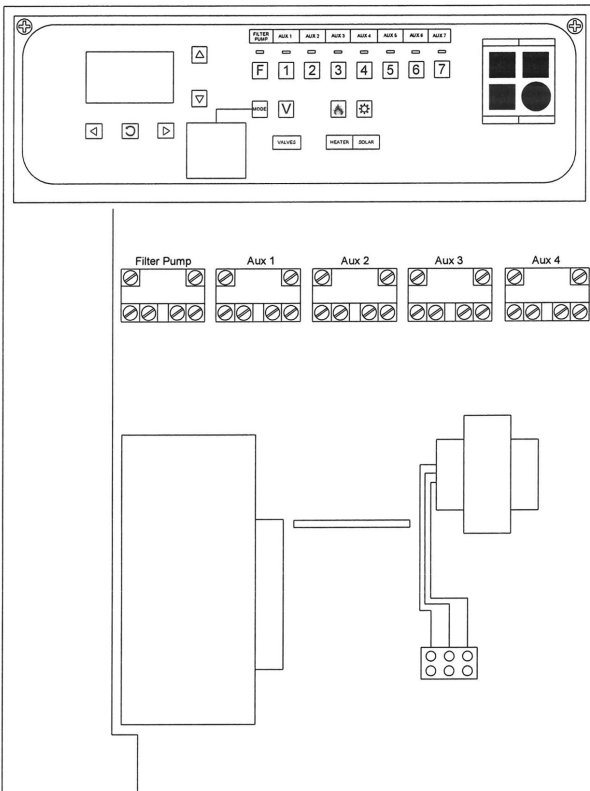 FILTER PUMP AUX 1 AUX 2 AUX 3 AUX 4 AUX 5 AUX 6 AUX 7
F 1 2 3 4 5 6 7
MODE V
VALVES HEATER SOLAR
Filter Pump Aux 1 Aux 2 Aux 3 Aux 4